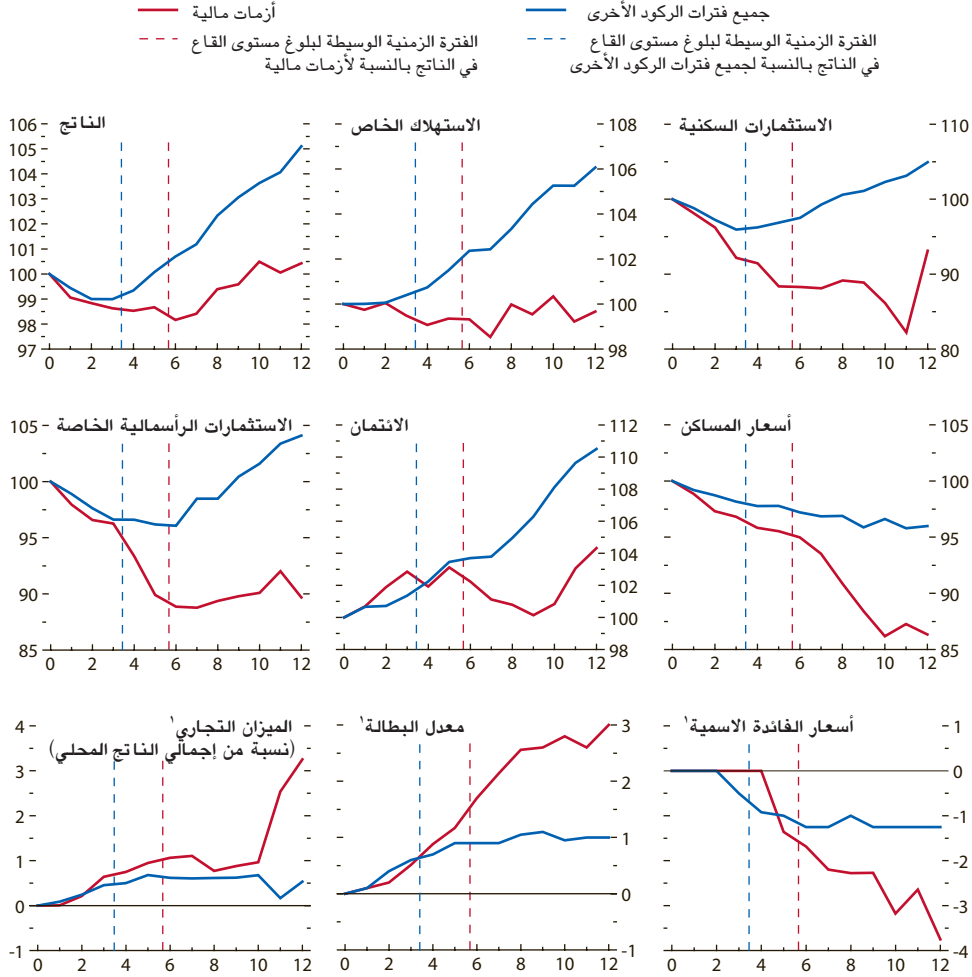 جميع فترات الركود الأخرى
الفترة الزمنية الوسيطة لبلوغ مستوى القاع
في الناتج بالنسبة لجميع فترات الركود الأخرى
أزمات مالية
الفترة الزمنية الوسيطة لبلوغ مستوى القاع
في الناتج بالنسبة لأزمات مالية
الاستثمارات السكنية
110
100
90
80
0 2 4 6 8 10 12
الاستهلاك الخاص
108
106
104
102
100
98
0 2 4 6 8 10 12
الناتج
106
105
104
103
102
101
100
99
98
97
0 2 4 6 8 10 12
أسعار المساكن
105
100
95
90
85
0 2 4 6 8 10 12
الائتمان
112
110
108
106
104
102
100
98
0 2 4 6 8 10 12
الاستثمارات الرأسمالية الخاصة
105
100
95
90
85
0 2 4 6 8 10 12
أسعار الفائدة الاسمية¹
1
0
-1
-2
-3
-4
0 2 4 6 8 10 12
معدل البطالة¹
3
2
1
0
-1
0 2 4 6 8 10 12
الميزان التجاري¹
(نسبة من إجمالي الناتج المحلي)
4
3
2
1
0
-1
0 2 4 6 8 10 12